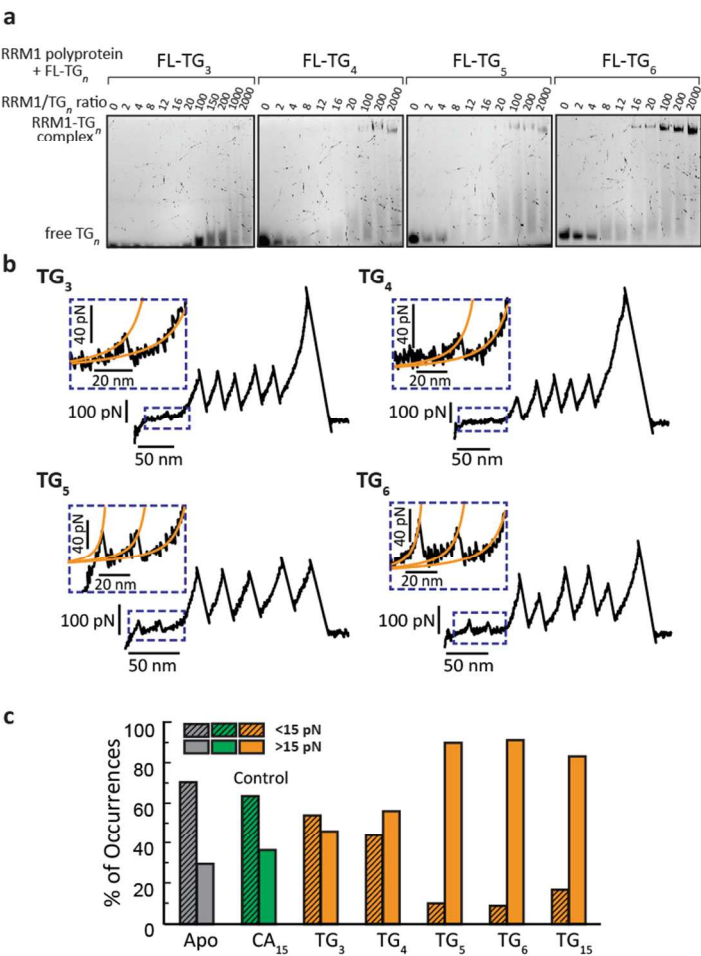 a
RRM1 polyprotein
+ FL-TGn
FL-TG3 FL-TG4 FL-TG5 FL-TG6
RRM1/TGn ratio
0 2 4 8 12 16 20 100 150 200 1000 2000
0 2 4 8 12 16 20 100 200 2000
0 2 4 8 12 16 20 100 200 2000
0 2 4 8 12 16 20 100 200 2000
RRM1-TGn
complex
free TGn
b
TG3
40 pN
20 nm
100 pN
50 nm
TG4
40 pN
20 nm
100 pN
50 nm
TG5
40 pN
20 nm
100 pN
50 nm
TG6
40 pN
20 nm
100 pN
50 nm
c
% of Occurrences
100
80
60
40
20
0
<15 pN
>15 pN
Control
Apo CA15 TG3 TG4 TG5 TG6 TG15